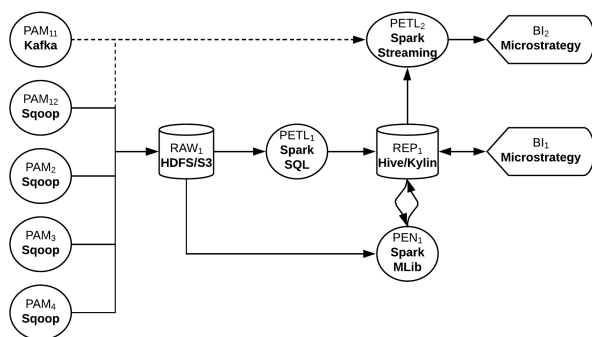 PAM₁₁
Kafka
PETL₂
Spark
Streaming
BI₂
Microstrategy
PAM₁₂
Sqoop
RAW₁
HDFS/S3
PETL₁
Spark
SQL
REP₁
Hive/Kylin
BI₁
Microstrategy
PAM₂
Sqoop
PAM₃
Sqoop
PEN₁
Spark
MLib
PAM₄
Sqoop